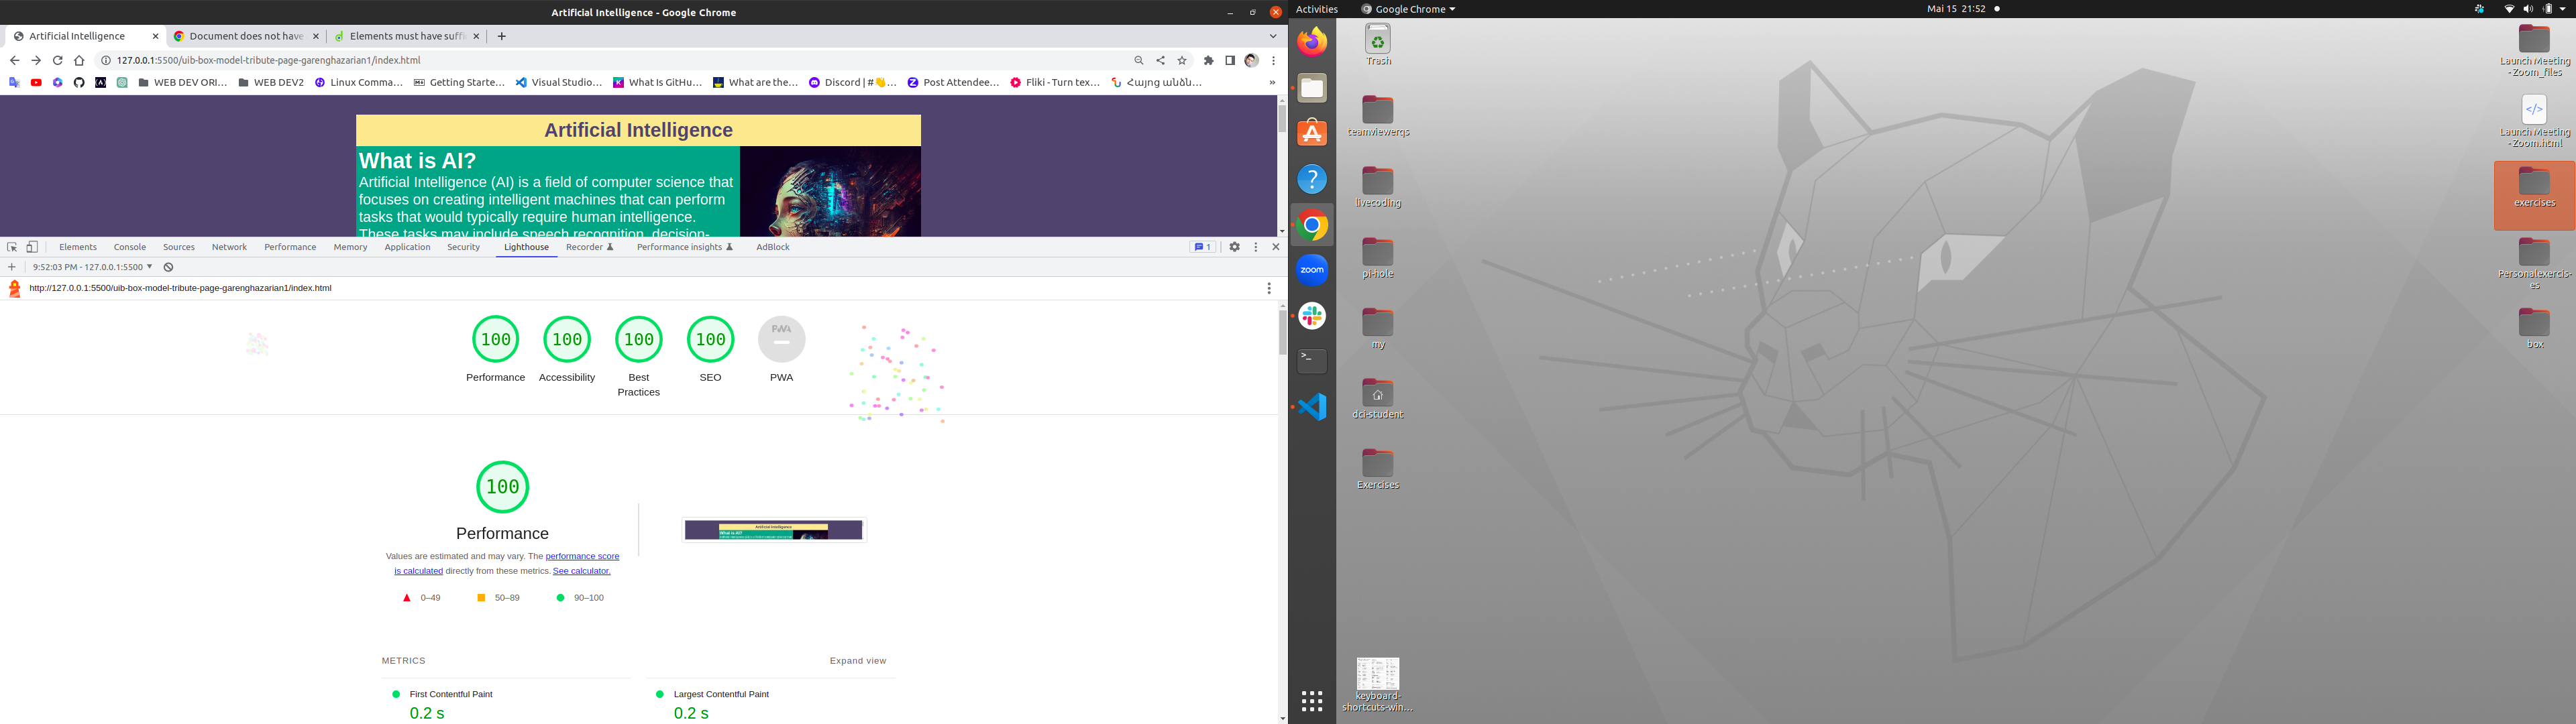 Artificial Intelligence - Google Chrome
Artificial Intelligence
Document does not have
Elements must have suffi
127.0.0.1:5500/uib-box-model-tribute-page-garenghazarian1/index.html
WEB DEV ORI…
WEB DEV2
Linux Comma…
Getting Starte…
Visual Studio…
What Is GitHu…
What are the…
Discord | #👋…
Post Attendee…
Fliki - Turn tex…
Հայոց անձն…
»
Artificial Intelligence
What is AI?
Artificial Intelligence (AI) is a field of computer science that
focuses on creating intelligent machines that can perform
tasks that would typically require human intelligence.
These tasks may include speech recognition, decision-
Elements
Console
Sources
Network
Performance
Memory
Application
Security
Lighthouse
Recorder
Performance insights
AdBlock
1
9:52:03 PM - 127.0.0.1:5500
http://127.0.0.1:5500/uib-box-model-tribute-page-garenghazarian1/index.html
100
100
100
100
PWA
Performance
Accessibility
Best
Practices
SEO
PWA
100
Performance
Values are estimated and may vary. The performance score
is calculated directly from these metrics. See calculator.
0–49
50–89
90–100
Artificial Intelligence
What is AI?
METRICS
Expand view
First Contentful Paint
0.2 s
Largest Contentful Paint
0.2 s
Activities
Google Chrome
Mai 15 21:52
zoom
>_
Trash
teamviewerqs
livecoding
pi-hole
my
dci-student
Exercises
keyboard-
shortcuts-win…
Launch Meeting
- Zoom_files
</>
Launch Meeting
- Zoom.html
exercises
Personalexercis-
es
box